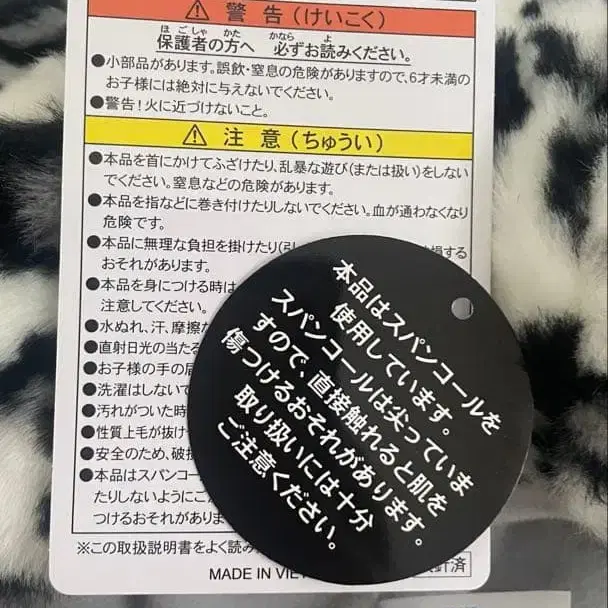 ⚠ 警告(けいこく)
保護者の方へ 必ずお読みください。
●小部品があります。誤飲・窒息の危険がありますので、6才未満の
お子様には絶対に与えないでください。
●警告!火に近づけないこと。
⚠ 注意(ちゅうい)
●本品を首にかけてふざけたり、乱暴な遊び(または扱い)をしない
でください。窒息などの危険があります。
●本品を指などに巻き付けたりしないでください。血が通わなくなり
危険です。
●本品に無理な負担を掛けたり(引 損する
おそれがあります。
●本品を身につける時は
注意してください。
●水ぬれ、汗、摩擦
●直射日光の当たる
●お子様の手の届
●洗濯はしないで
●汚れがついた時
●性質上毛が抜け
●安全のため、破損
●本品はスパンコー
たりしないようにご
つけるおそれがありま
※この取扱説明書をよく読み
MADE IN VIET
済
本品はスパンコールを
使用しています。
スパンコールは尖っていま
すので、直接触れると肌を
傷つけるおそれがあります。
取り扱いには十分
ご注意ください。